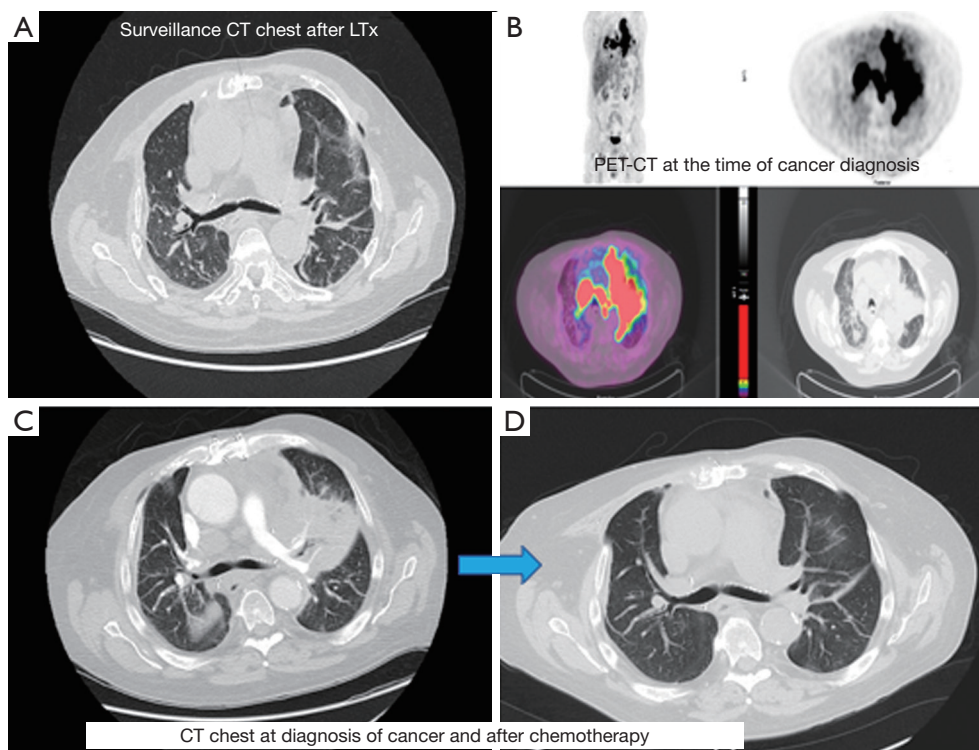 A
Surveillance CT chest after LTx
B
PET-CT at the time of cancer diagnosis
C
D
CT chest at diagnosis of cancer and after chemotherapy